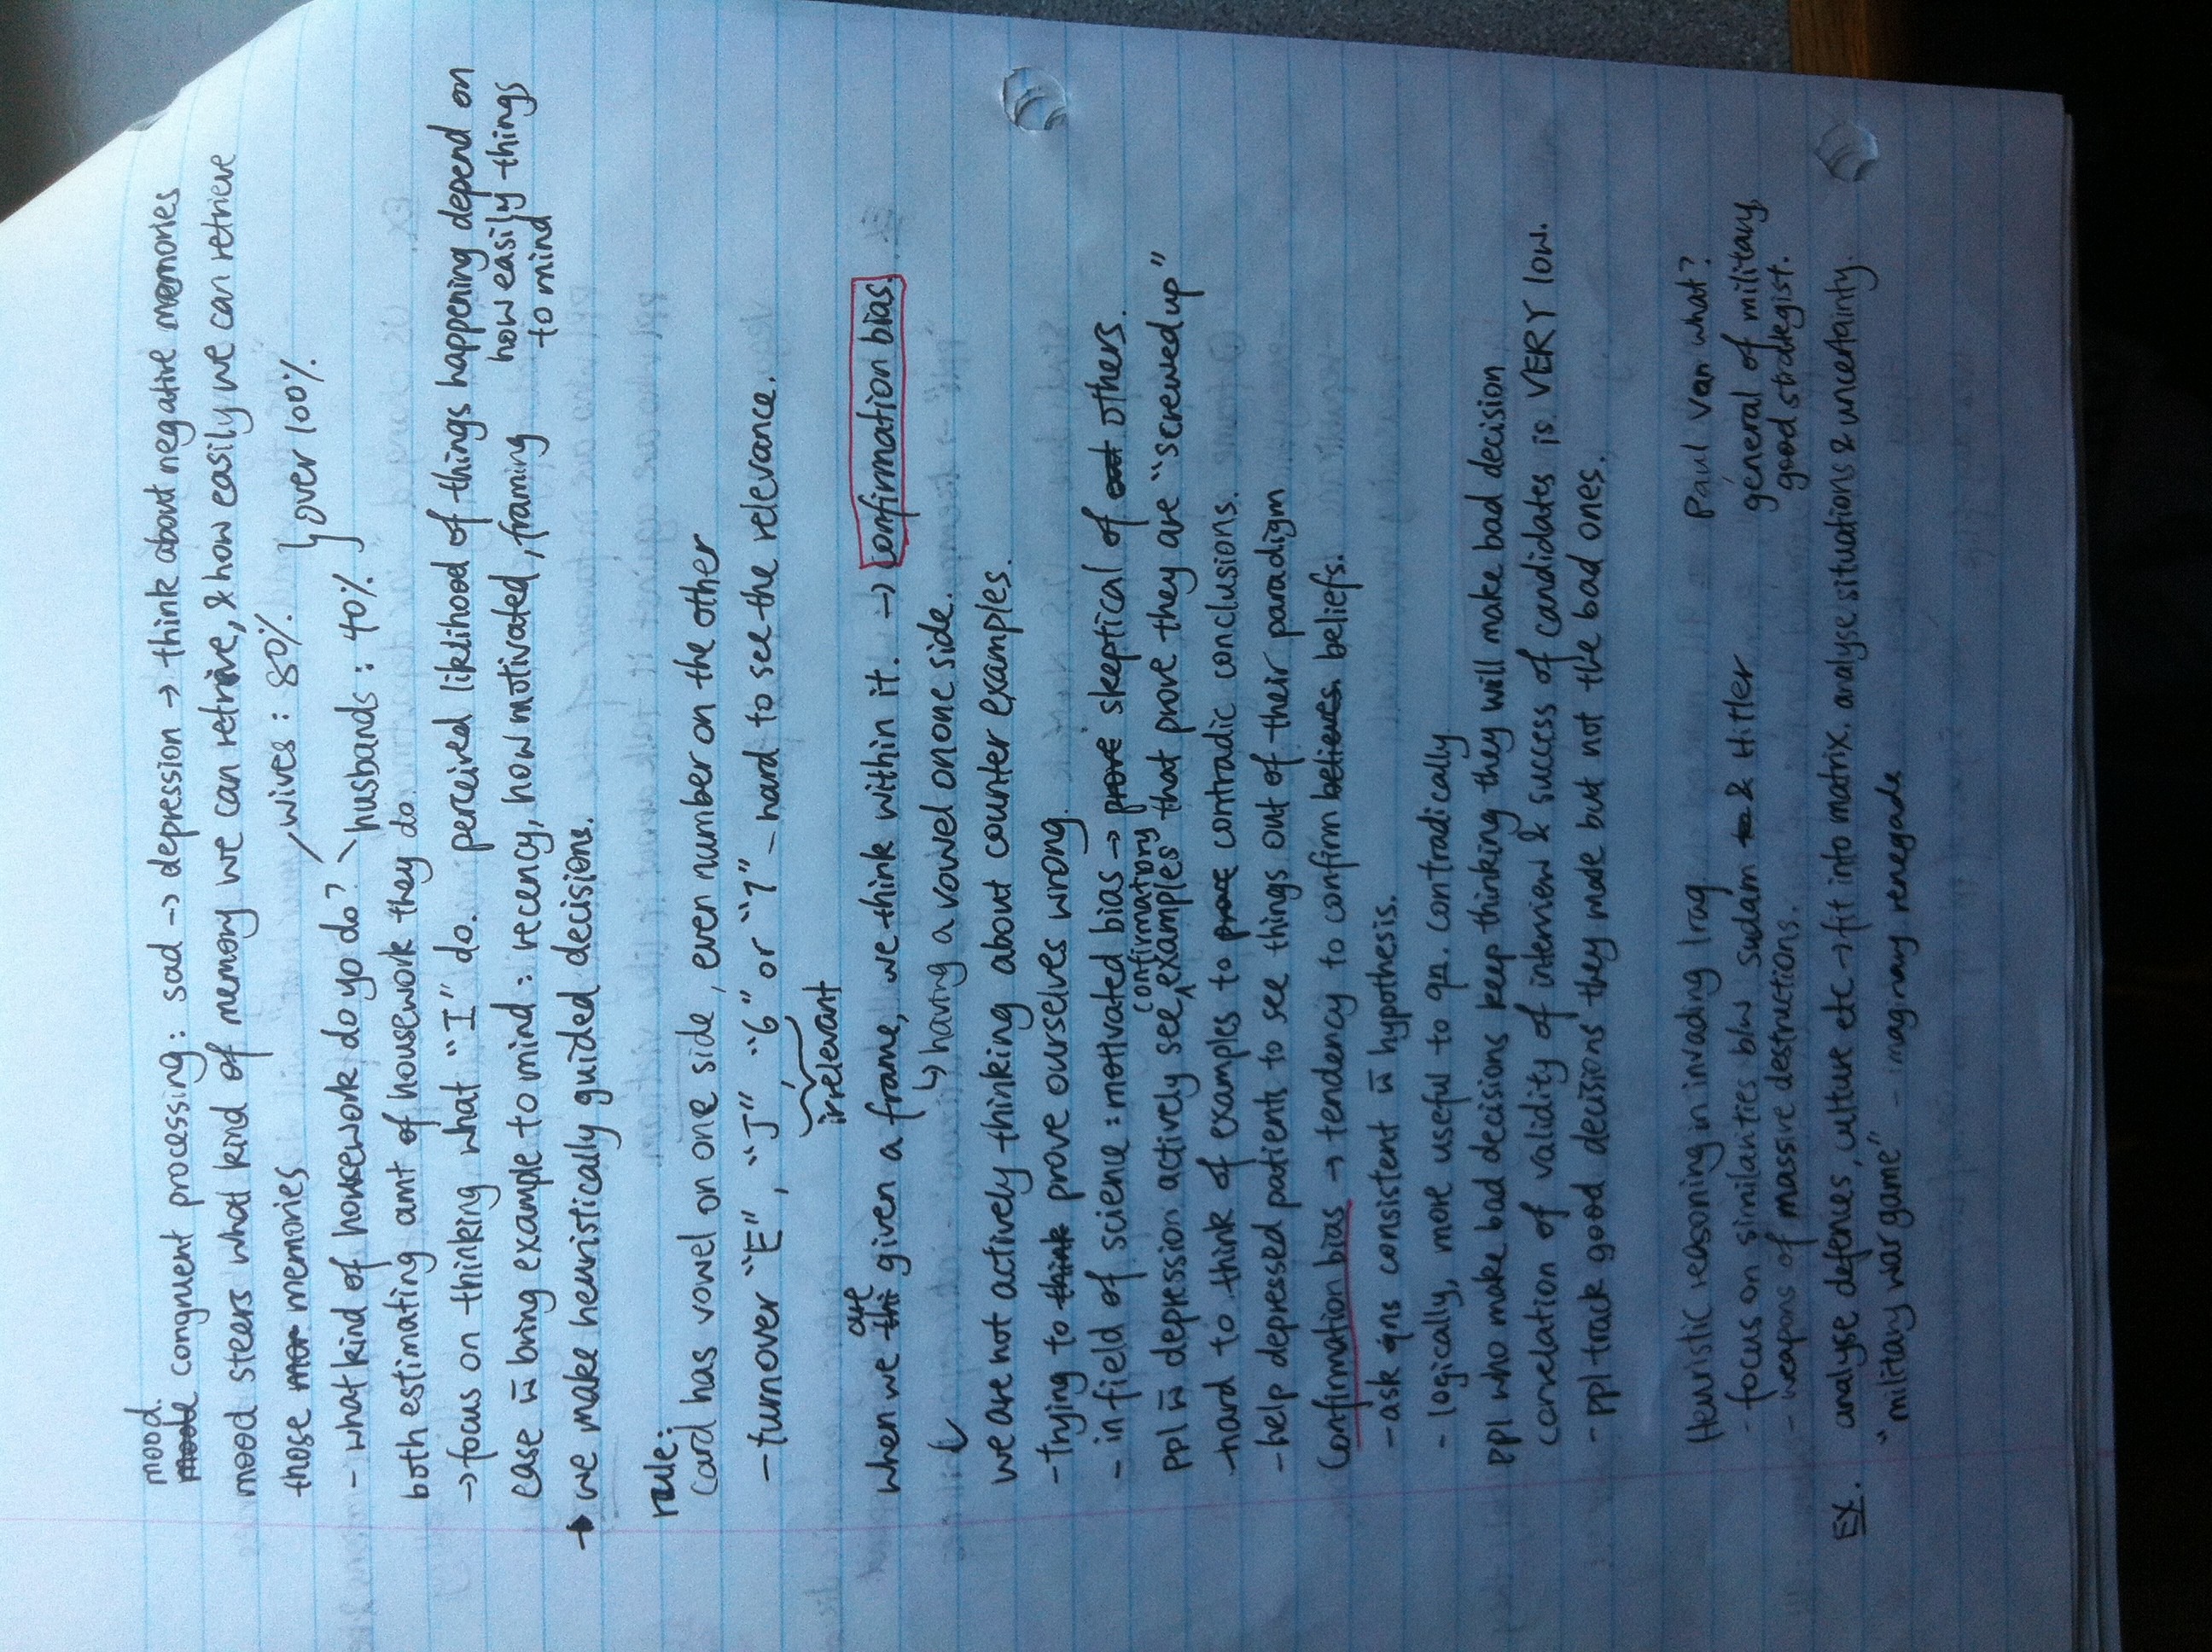 mood
congruent processing: sad → depression → think about negative memories
mood steers what kind of memory we can retrive, & how easily we can retrieve
those memories
- what kind of housework do yo do?
wives: 80%
husbands: 40%
over 100%
both estimating amt of housework they do.
→ focus on thinking what "I" do. perceived likelihood of things happening depend on
how easily things
to mind
ease w̄ bring example to mind: recency, how motivated, framing
→ we make heuristically guided decisions.
rule:
Card has vowel on one side, even number on the other
- turnover "E", "J" "6" or "7" - hard to see the relevance.
irrelevant
When we are given a frame, we think within it. → Confirmation bias.
↳ having a vowel on one side.
↓
we are not actively thinking about counter examples.
- trying to prove ourselves wrong
- in field of science: motivated bias → skeptical of others.
ppl w̄ depression actively see confirmatory examples that prove they are "screwed up"
- hard to think of examples to contradic conclusions.
- help depressed patients to see things out of their paradigm
Confirmation bias → tendency to confirm beliefs.
- ask qns consistent w̄ hypothesis.
- logically, more useful to qn. contradically
ppl who make bad decisions keep thinking they will make bad decision
Correlation of validity of interview & success of candidates is VERY low.
- ppl track good decisions they made but not the bad ones.
Heuristic reasoning in invading Iraq
- focus on similarities b/w sudam & Hitler
- weapons of massive destructions.
Paul Van what?
general of military,
good strategist.
EX. analyse defenes, culture etc → fit into matrix. analyse situations & uncertainty.
"military war game" - imaginary renegade